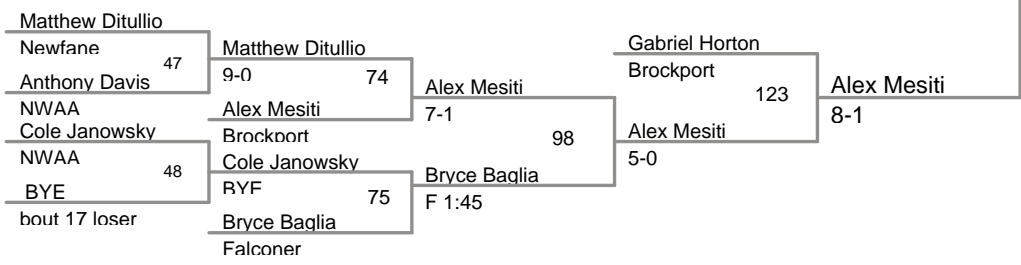 Matthew Ditullio
Newfane
47
Anthony Davis
NWAA
Cole Janowsky
NWAA
48
BYE
bout 17 loser
Matthew Ditullio
9-0
74
Alex Mesiti
Brockport
Cole Janowsky
BYE
75
Bryce Baglia
Falconer
Alex Mesiti
7-1
98
Bryce Baglia
F 1:45
Gabriel Horton
Brockport
123
Alex Mesiti
5-0
Alex Mesiti
8-1